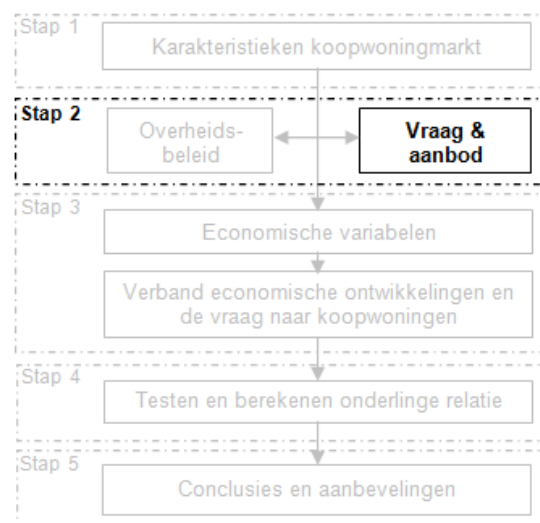 Stap 1
Karakteristieken koopwoningmarkt
Stap 2
Overheids-
beleid
Vraag &
aanbod
Stap 3
Economische variabelen
Verband economische ontwikkelingen en
de vraag naar koopwoningen
Stap 4
Testen en berekenen onderlinge relatie
Stap 5
Conclusies en aanbevelingen